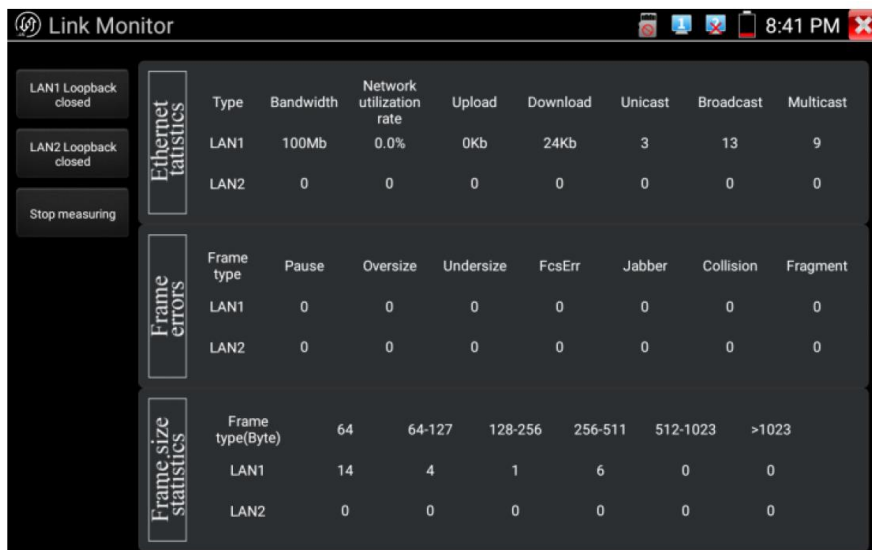 Link Monitor
1
8:41 PM
LAN1 Loopback
closed
LAN2 Loopback
closed
Stop measuring
Ethernet
tatistics
Type Bandwidth Network utilization rate Upload Download Unicast Broadcast Multicast
LAN1 100Mb 0.0% 0Kb 24Kb 3 13 9
LAN2 0 0 0 0 0 0 0
Frame
errors
Frame type Pause Oversize Undersize FcsErr Jabber Collision Fragment
LAN1 0 0 0 0 0 0 0
LAN2 0 0 0 0 0 0 0
Frame size
statistics
Frame type(Byte) 64 64-127 128-256 256-511 512-1023 >1023
LAN1 14 4 1 6 0 0
LAN2 0 0 0 0 0 0